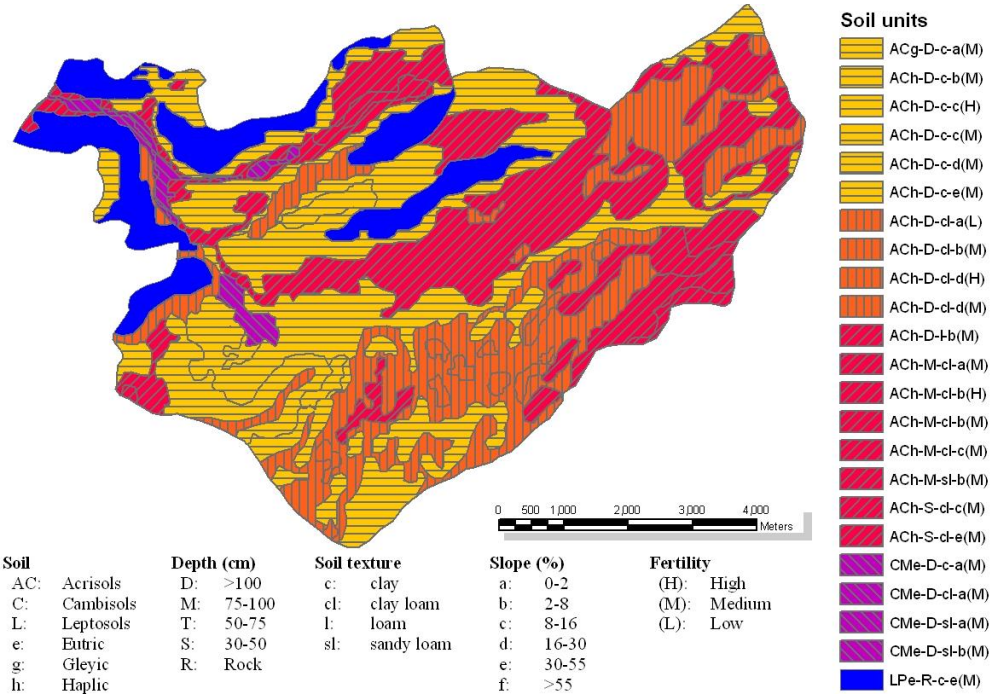 Soil units
ACg-D-c-a(M)
ACh-D-c-b(M)
ACh-D-c-c(H)
ACh-D-c-c(M)
ACh-D-c-d(M)
ACh-D-c-e(M)
ACh-D-cl-a(L)
ACh-D-cl-b(M)
ACh-D-cl-d(H)
ACh-D-cl-d(M)
ACh-D-l-b(M)
ACh-M-cl-a(M)
ACh-M-cl-b(H)
ACh-M-cl-b(M)
ACh-M-cl-c(M)
ACh-M-sl-b(M)
ACh-S-cl-c(M)
ACh-S-cl-e(M)
CMe-D-c-a(M)
CMe-D-cl-a(M)
CMe-D-sl-a(M)
CMe-D-sl-b(M)
LPe-R-c-e(M)
0 500 1,000 2,000 3,000 4,000
Meters
Soil Depth (cm) Soil texture Slope (%) Fertility
AC: Acrisols D: >100 c: clay a: 0-2 (H): High
C: Cambisols M: 75-100 cl: clay loam b: 2-8 (M): Medium
L: Leptosols T: 50-75 l: loam c: 8-16 (L): Low
e: Eutric S: 30-50 sl: sandy loam d: 16-30
g: Gleyic R: Rock e: 30-55
h: Haplic f: >55